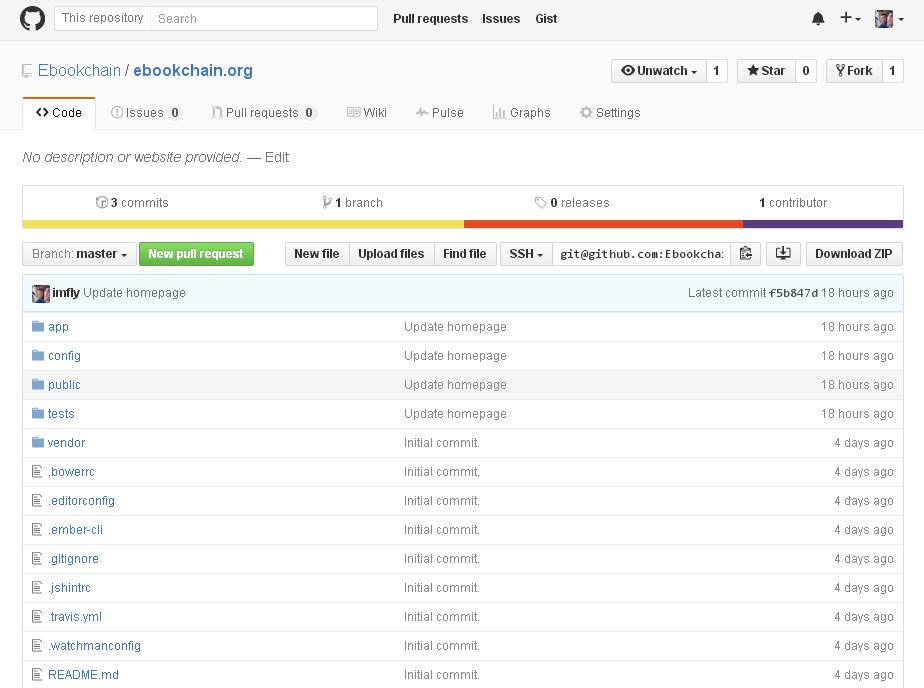 This repository Search Pull requests Issues Gist
Ebookchain / ebookchain.org Unwatch 1 Star 0 Fork 1
Code Issues 0 Pull requests 0 Wiki Pulse Graphs Settings
No description or website provided. — Edit
3 commits 1 branch 0 releases 1 contributor
Branch: master New pull request New file Upload files Find file SSH git@github.com:Ebookcha: Download ZIP
imfly Update homepage Latest commit f5b847d 18 hours ago
app Update homepage 18 hours ago
config Update homepage 18 hours ago
public Update homepage 18 hours ago
tests Update homepage 18 hours ago
vendor Initial commit. 4 days ago
.bowerrc Initial commit. 4 days ago
.editorconfig Initial commit. 4 days ago
.ember-cli Initial commit. 4 days ago
.gitignore Initial commit. 4 days ago
.jshintrc Initial commit. 4 days ago
.travis.yml Initial commit. 4 days ago
.watchmanconfig Initial commit. 4 days ago
README.md Initial commit. 4 days ago